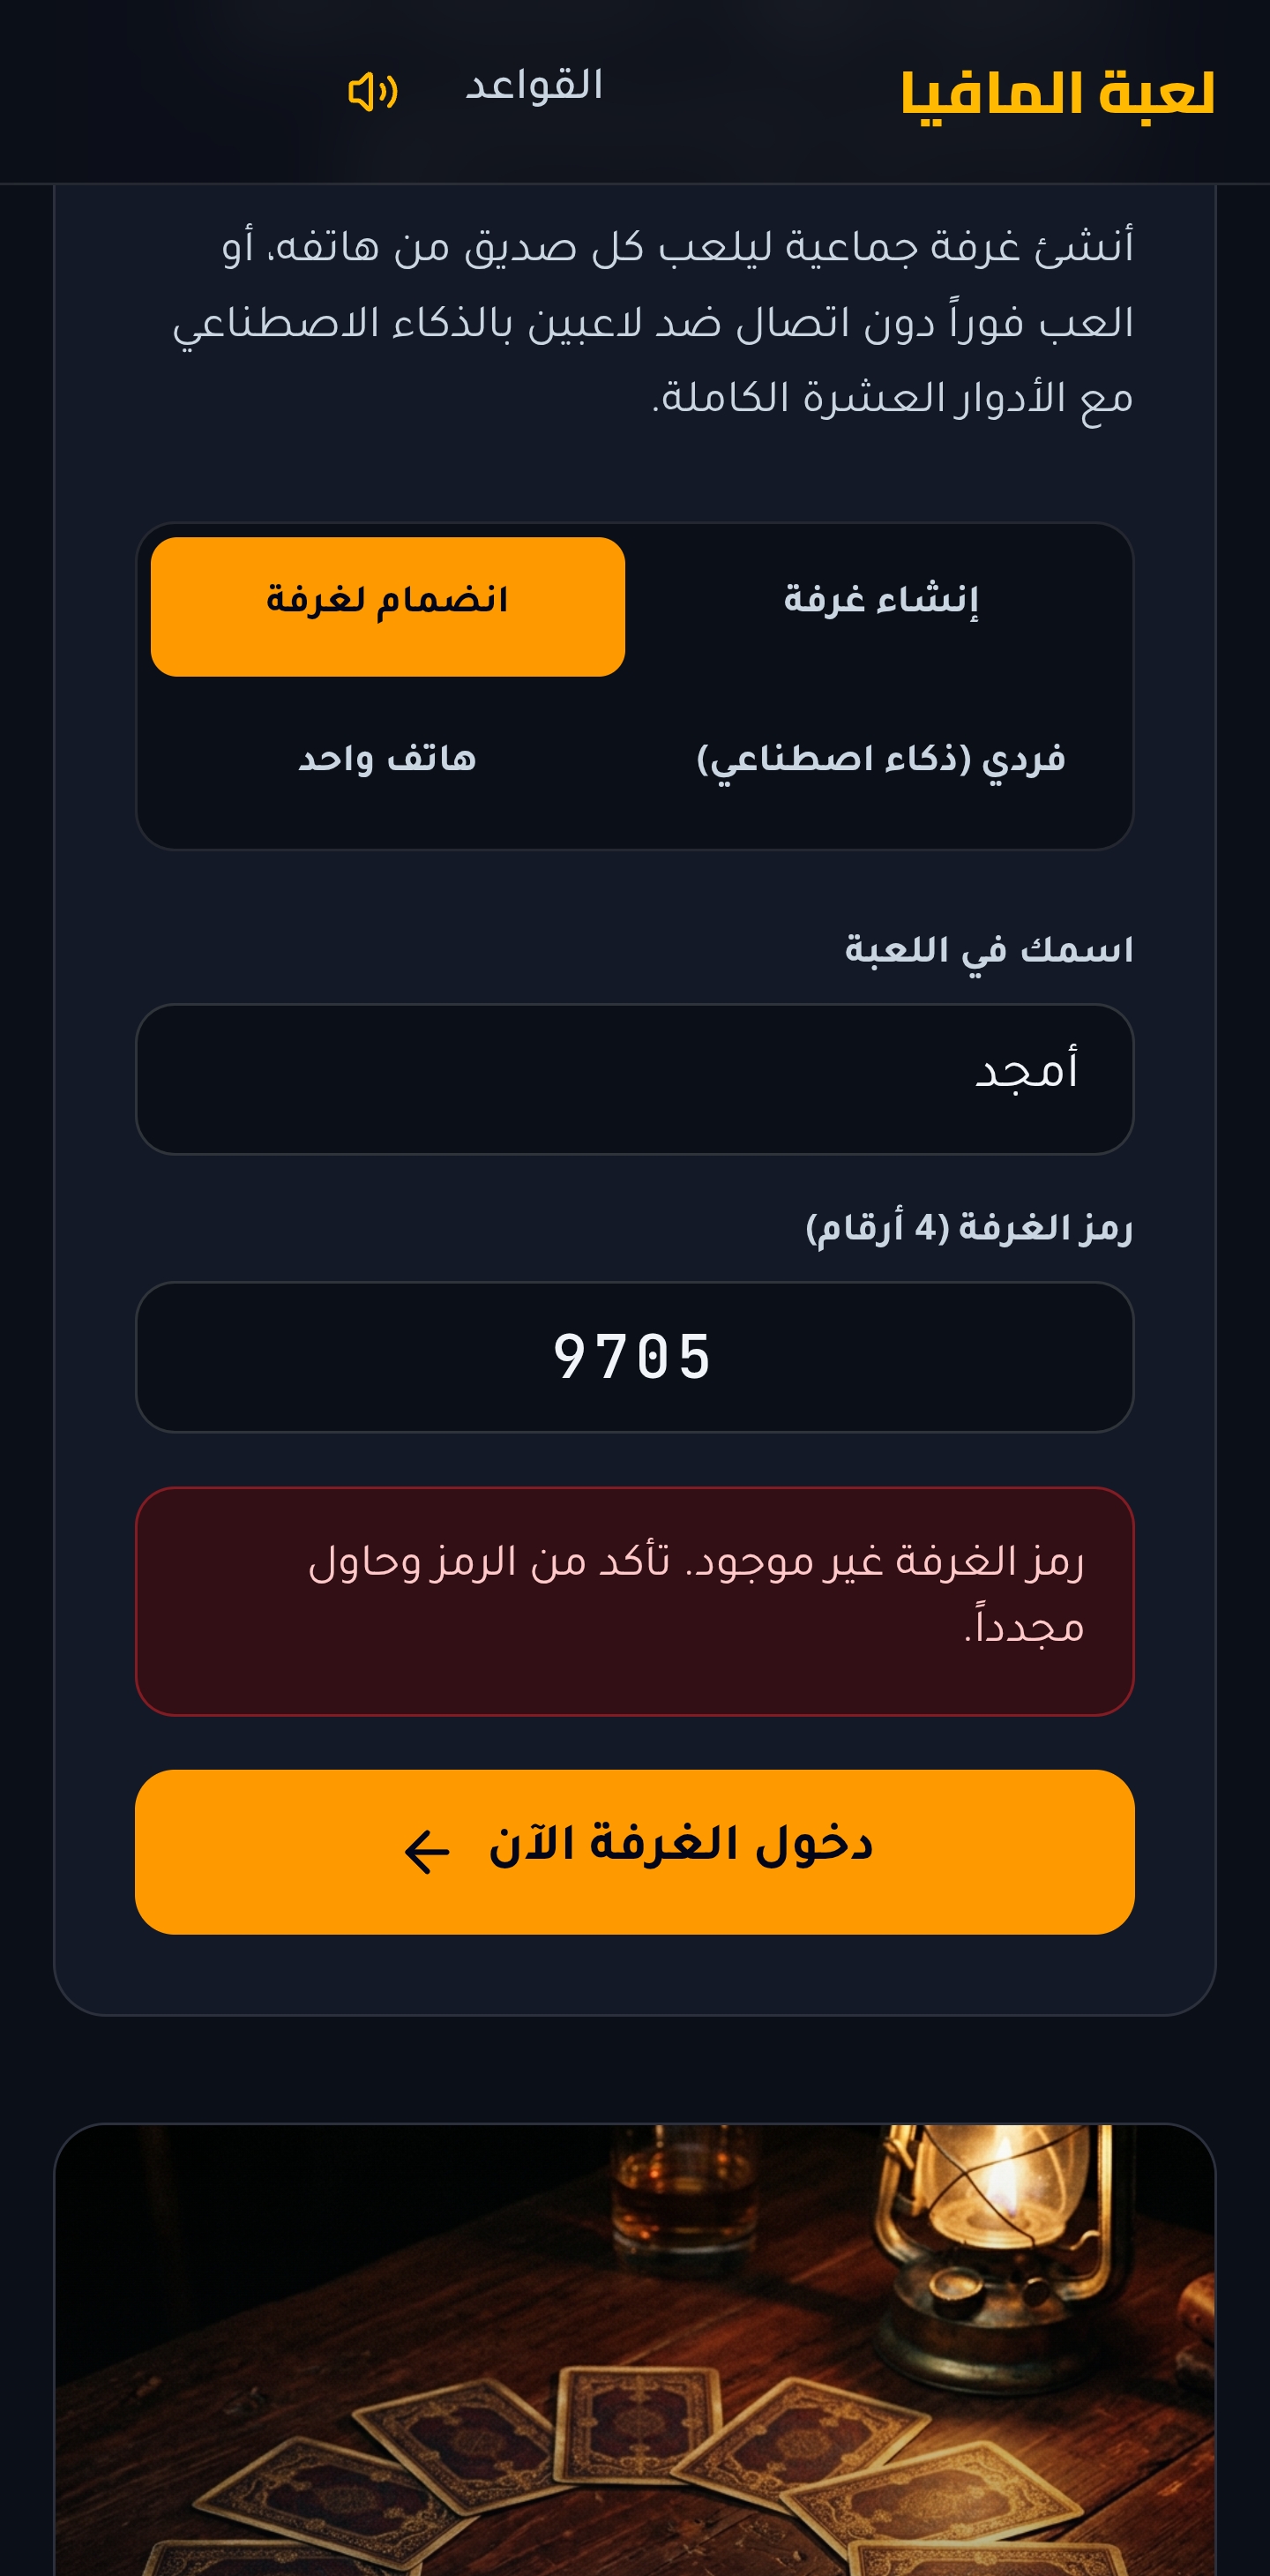 لعبة المافيا
القواعد
أنشئ غرفة جماعية ليلعب كل صديق من هاتفه، أو
العب فوراً دون اتصال ضد لاعبين بالذكاء الاصطناعي
مع الأدوار العشرة الكاملة.
إنشاء غرفة
انضمام لغرفة
فردي (ذكاء اصطناعي)
هاتف واحد
اسمك في اللعبة
أمجد
رمز الغرفة (4 أرقام)
9705
رمز الغرفة غير موجود. تأكد من الرمز وحاول
مجدداً.
دخول الغرفة الآن